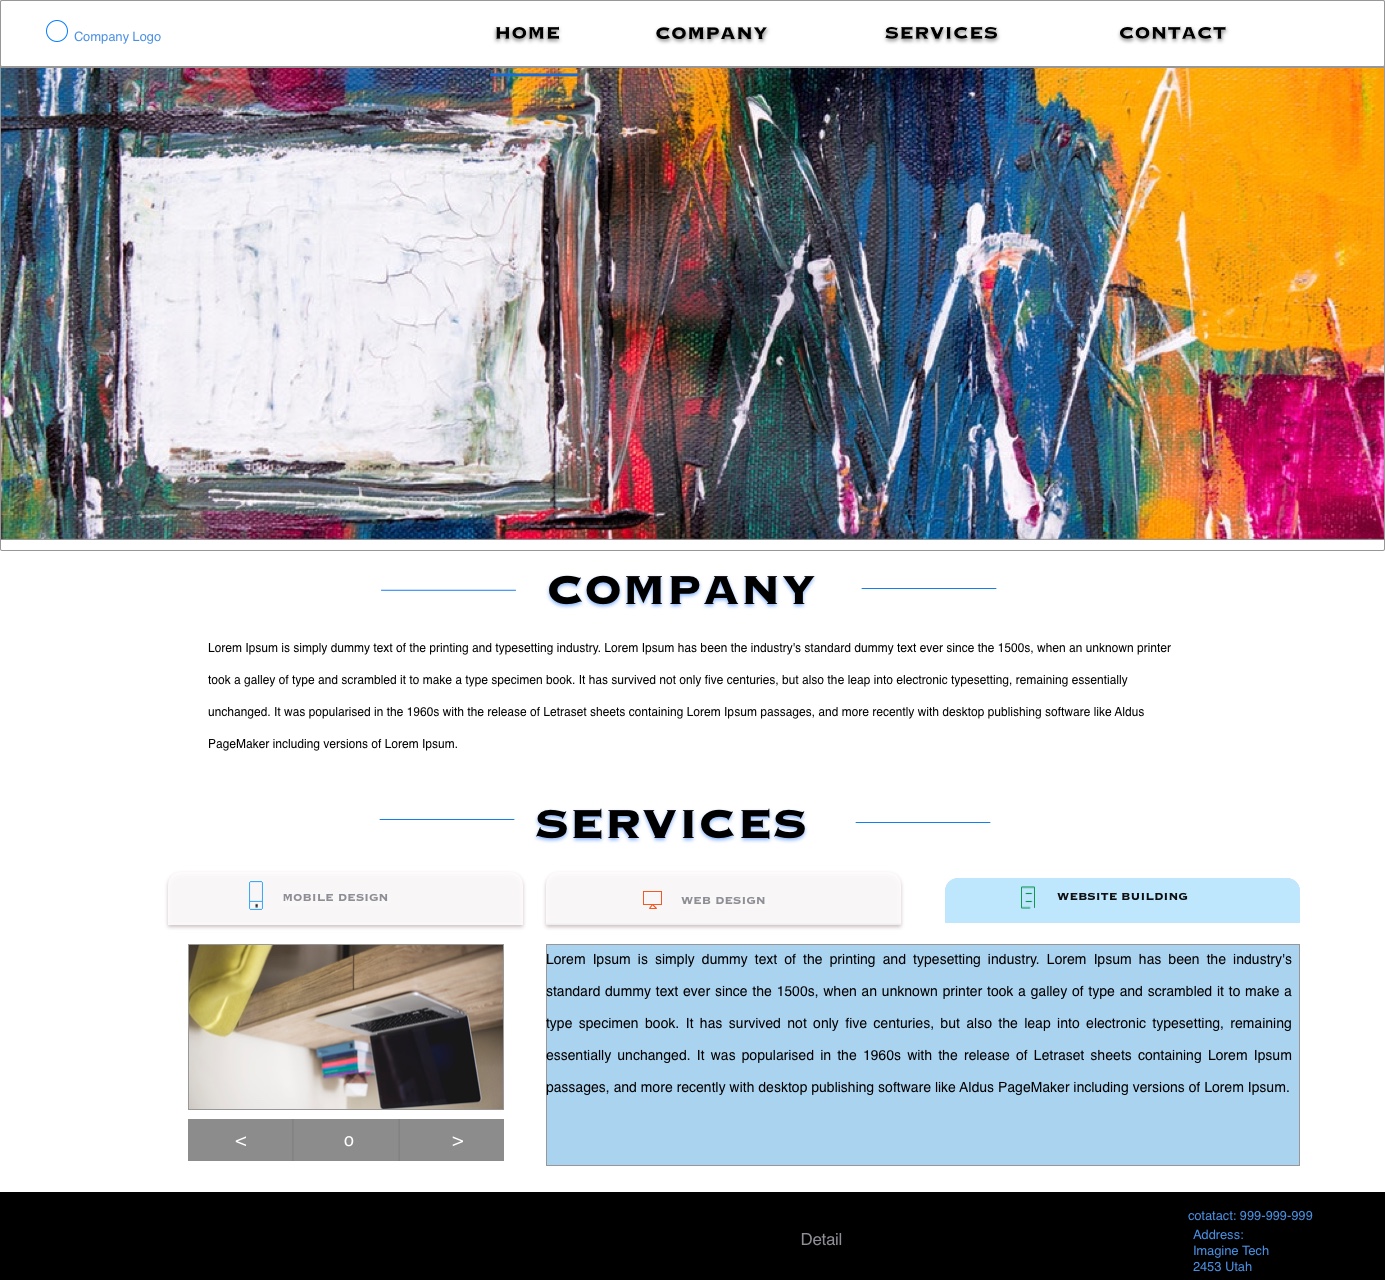 Company Logo
HOME
COMPANY
SERVICES
CONTACT
COMPANY
Lorem Ipsum is simply dummy text of the printing and typesetting industry. Lorem Ipsum has been the industry's standard dummy text ever since the 1500s, when an unknown printer
took a galley of type and scrambled it to make a type specimen book. It has survived not only five centuries, but also the leap into electronic typesetting, remaining essentially
unchanged. It was popularised in the 1960s with the release of Letraset sheets containing Lorem Ipsum passages, and more recently with desktop publishing software like Aldus
PageMaker including versions of Lorem Ipsum.
SERVICES
MOBILE DESIGN
WEB DESIGN
WEBSITE BUILDING
Lorem Ipsum is simply dummy text of the printing and typesetting industry. Lorem Ipsum has been the industry's
standard dummy text ever since the 1500s, when an unknown printer took a galley of type and scrambled it to make a
type specimen book. It has survived not only five centuries, but also the leap into electronic typesetting, remaining
essentially unchanged. It was popularised in the 1960s with the release of Letraset sheets containing Lorem Ipsum
passages, and more recently with desktop publishing software like Aldus PageMaker including versions of Lorem Ipsum.
< o >
Detail
cotatact: 999-999-999
Address:
Imagine Tech
2453 Utah